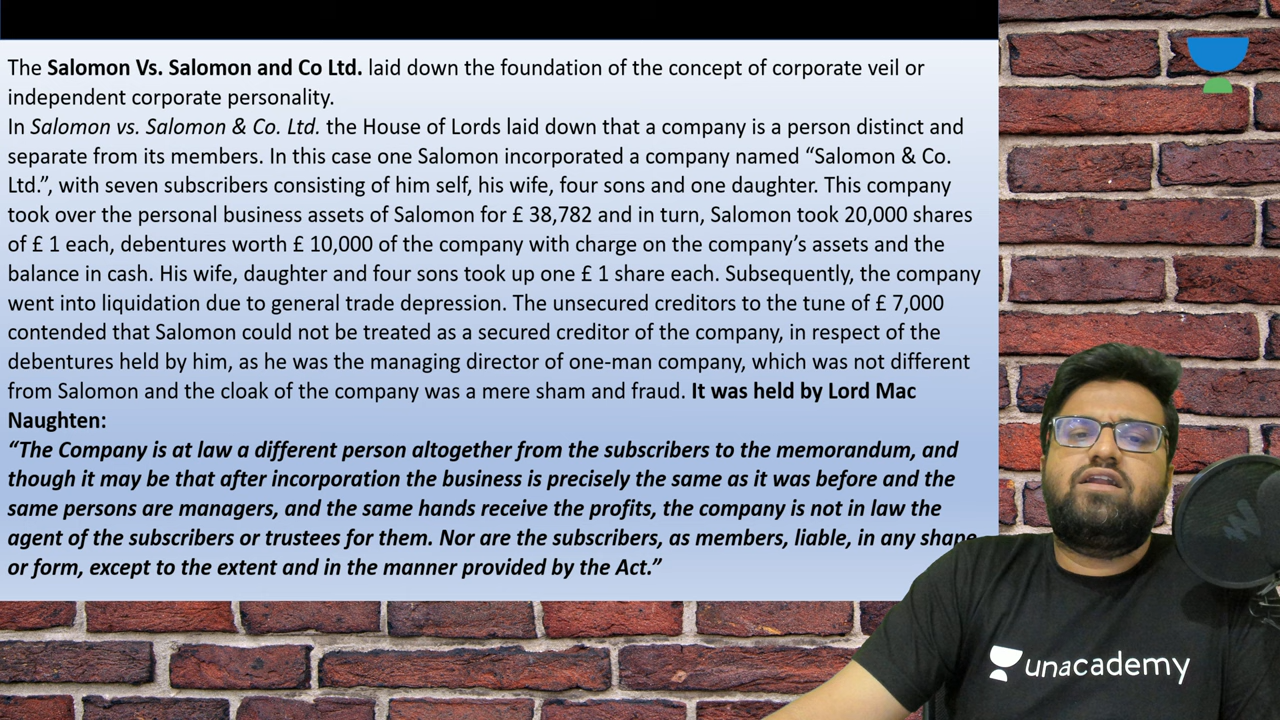 The Salomon Vs. Salomon and Co Ltd. laid down the foundation of the concept of corporate veil or
independent corporate personality.
In Salomon vs. Salomon & Co. Ltd. the House of Lords laid down that a company is a person distinct and
separate from its members. In this case one Salomon incorporated a company named “Salomon & Co.
Ltd.”, with seven subscribers consisting of him self, his wife, four sons and one daughter. This company
took over the personal business assets of Salomon for £ 38,782 and in turn, Salomon took 20,000 shares
of £ 1 each, debentures worth £ 10,000 of the company with charge on the company’s assets and the
balance in cash. His wife, daughter and four sons took up one £ 1 share each. Subsequently, the company
went into liquidation due to general trade depression. The unsecured creditors to the tune of £ 7,000
contended that Salomon could not be treated as a secured creditor of the company, in respect of the
debentures held by him, as he was the managing director of one-man company, which was not different
from Salomon and the cloak of the company was a mere sham and fraud. It was held by Lord Mac
Naughten:
“The Company is at law a different person altogether from the subscribers to the memorandum, and
though it may be that after incorporation the business is precisely the same as it was before and the
same persons are managers, and the same hands receive the profits, the company is not in law the
agent of the subscribers or trustees for them. Nor are the subscribers, as members, liable, in any shape
or form, except to the extent and in the manner provided by the Act.”
unacademy